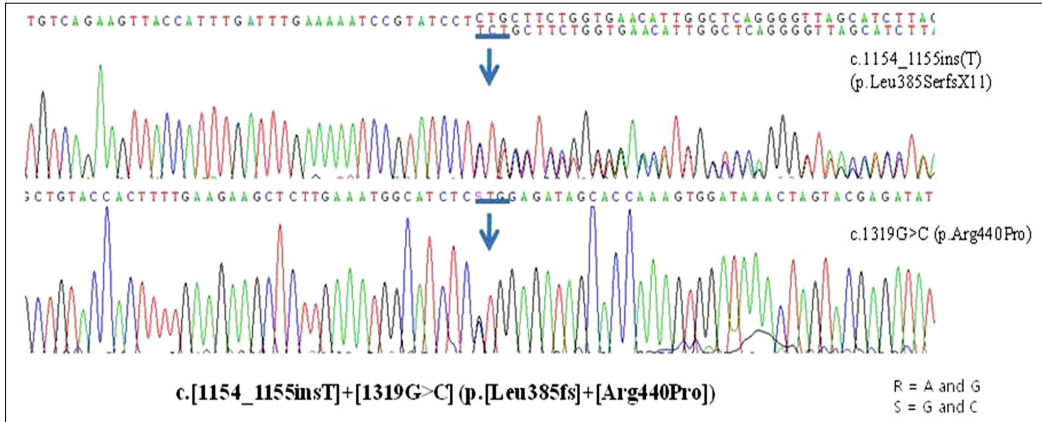 TGTCAGAAGTTACCATTTGATTTGAAAAATCCGTATCCTCTGCTTCTGGTGAACATTGGCTCAGGGGTTAGCATCTTAC
TCTGCTTCTGGTGAACATTGGCTCAGGGGTTAGCATCTTA
c.1154_1155ins(T)
(p.Leu385SerfsX11)
GCTGTACCACTTTTGAAGAAGCTCTTGAAATGGCATCTCSTGGAGATAGCACCAAAGTGGATAAACTAGTACGAGATAT
c.1319G>C (p.Arg440Pro)
c.[1154_1155insT]+[1319G>C] (p.[Leu385fs]+[Arg440Pro])
R = A and G
S = G and C